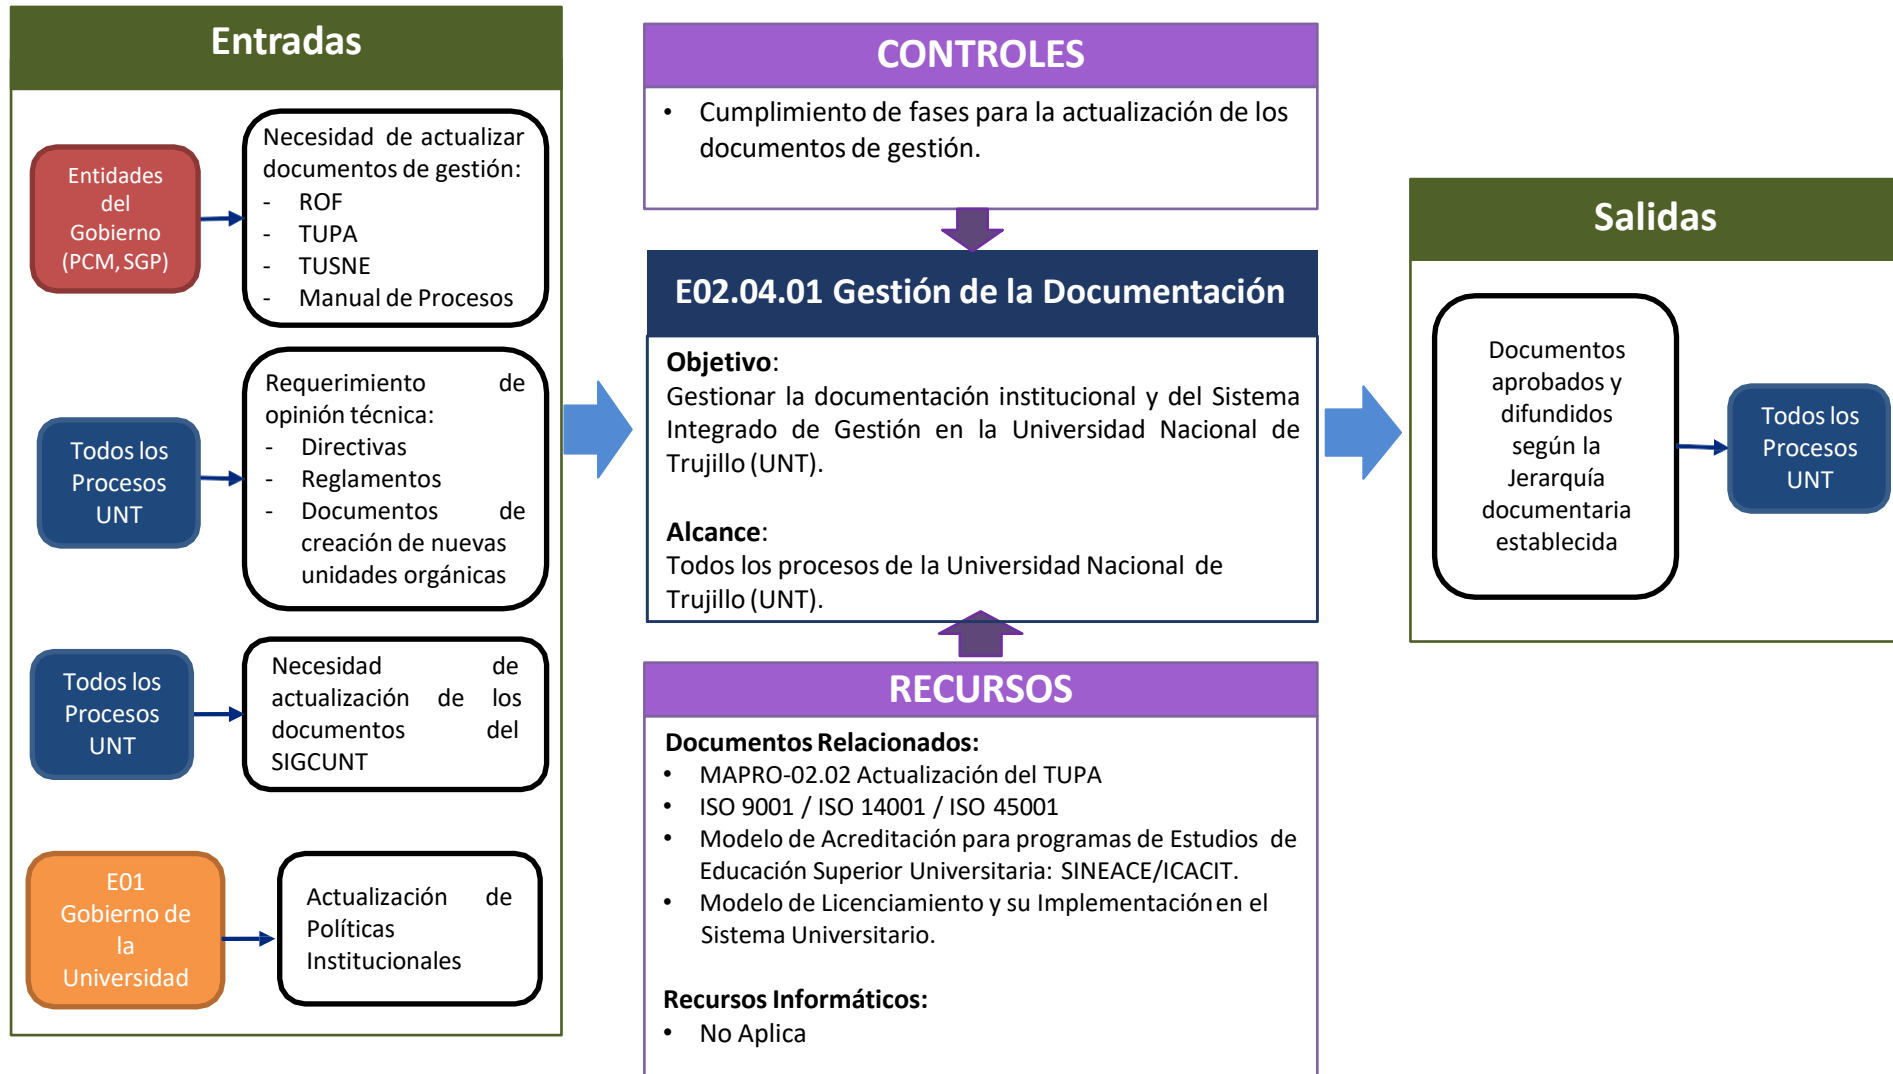 Entradas
Entidades
del
Gobierno
(PCM, SGP)
Necesidad de actualizar
documentos de gestión:
- ROF
- TUPA
- TUSNE
- Manual de Procesos
Todos los
Procesos
UNT
Requerimiento de
opinión técnica:
- Directivas
- Reglamentos
- Documentos de
creación de nuevas
unidades orgánicas
Todos los
Procesos
UNT
Necesidad de
actualización de los
documentos del
SIGCUNT
E01
Gobierno de
la
Universidad
Actualización de
Políticas
Institucionales
CONTROLES
• Cumplimiento de fases para la actualización de los
documentos de gestión.
E02.04.01 Gestión de la Documentación
Objetivo:
Gestionar la documentación institucional y del Sistema
Integrado de Gestión en la Universidad Nacional de
Trujillo (UNT).
Alcance:
Todos los procesos de la Universidad Nacional de
Trujillo (UNT).
RECURSOS
Documentos Relacionados:
• MAPRO-02.02 Actualización del TUPA
• ISO 9001 / ISO 14001 / ISO 45001
• Modelo de Acreditación para programas de Estudios de
Educación Superior Universitaria: SINEACE/ICACIT.
• Modelo de Licenciamiento y su Implementación en el
Sistema Universitario.
Recursos Informáticos:
• No Aplica
Salidas
Documentos
aprobados y
difundidos
según la
Jerarquía
documentaria
establecida
Todos los
Procesos
UNT